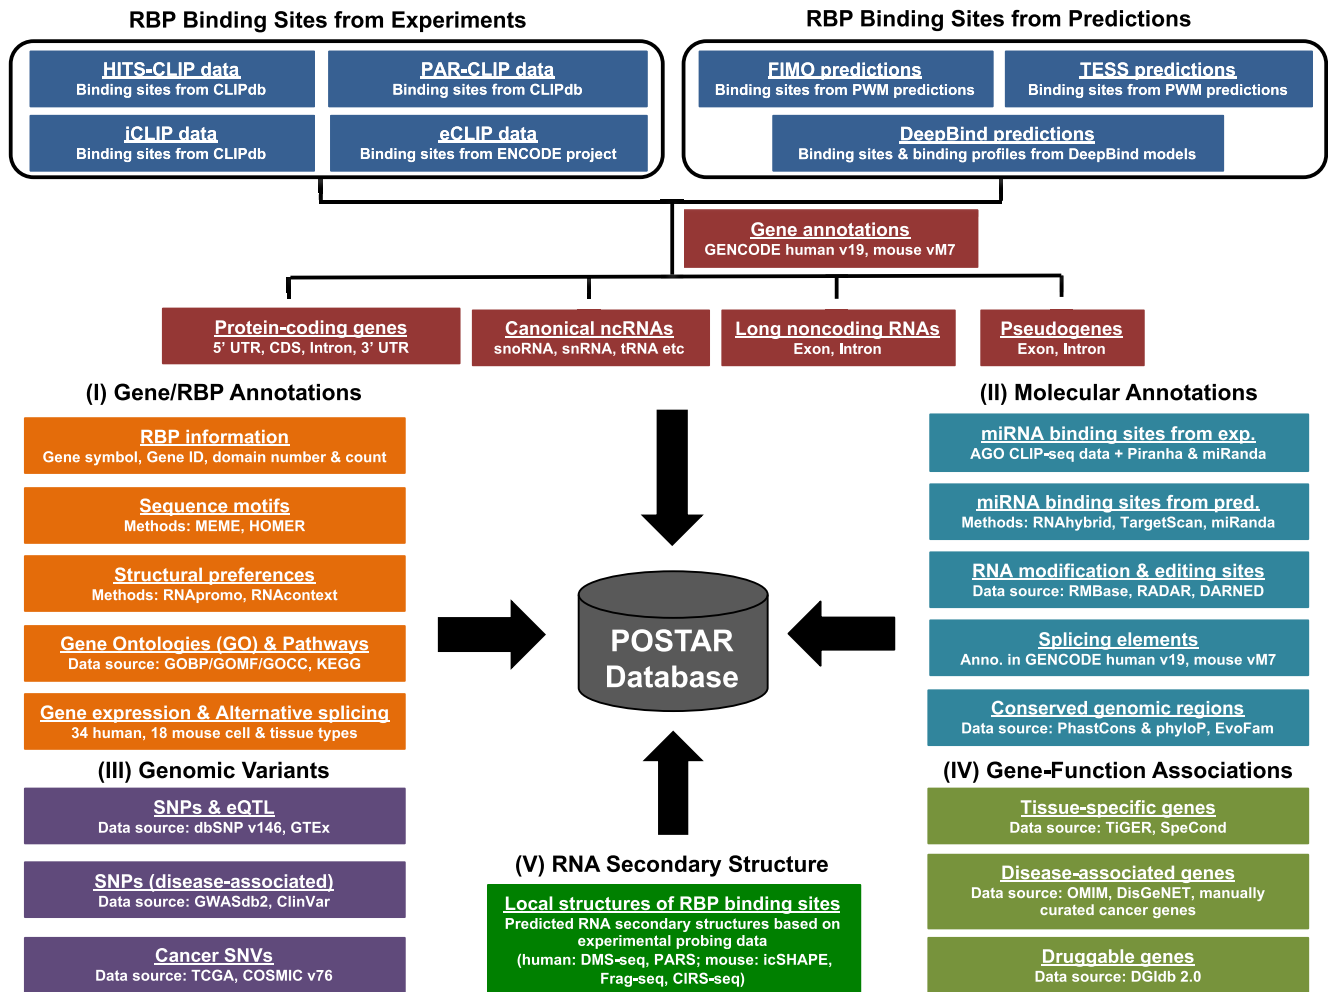 RBP Binding Sites from Experiments
HITS-CLIP data
Binding sites from CLIPdb
PAR-CLIP data
Binding sites from CLIPdb
iCLIP data
Binding sites from CLIPdb
eCLIP data
Binding sites from ENCODE project
RBP Binding Sites from Predictions
FIMO predictions
Binding sites from PWM predictions
TESS predictions
Binding sites from PWM predictions
DeepBind predictions
Binding sites & binding profiles from DeepBind models
Gene annotations
GENCODE human v19, mouse vM7
Protein-coding genes
5’ UTR, CDS, Intron, 3’ UTR
Canonical ncRNAs
snoRNA, snRNA, tRNA etc
Long noncoding RNAs
Exon, Intron
Pseudogenes
Exon, Intron
(I) Gene/RBP Annotations
RBP information
Gene symbol, Gene ID, domain number & count
Sequence motifs
Methods: MEME, HOMER
Structural preferences
Methods: RNApromo, RNAcontext
Gene Ontologies (GO) & Pathways
Data source: GOBP/GOMF/GOCC, KEGG
Gene expression & Alternative splicing
34 human, 18 mouse cell & tissue types
(II) Molecular Annotations
miRNA binding sites from exp.
AGO CLIP-seq data + Piranha & miRanda
miRNA binding sites from pred.
Methods: RNAhybrid, TargetScan, miRanda
RNA modification & editing sites
Data source: RMBase, RADAR, DARNED
Splicing elements
Anno. in GENCODE human v19, mouse vM7
Conserved genomic regions
Data source: PhastCons & phyloP, EvoFam
POSTAR
Database
(III) Genomic Variants
SNPs & eQTL
Data source: dbSNP v146, GTEx
SNPs (disease-associated)
Data source: GWASdb2, ClinVar
Cancer SNVs
Data source: TCGA, COSMIC v76
(V) RNA Secondary Structure
Local structures of RBP binding sites
Predicted RNA secondary structures based on
experimental probing data
(human: DMS-seq, PARS; mouse: icSHAPE,
Frag-seq, CIRS-seq)
(IV) Gene-Function Associations
Tissue-specific genes
Data source: TiGER, SpeCond
Disease-associated genes
Data source: OMIM, DisGeNET, manually
curated cancer genes
Druggable genes
Data source: DGIdb 2.0